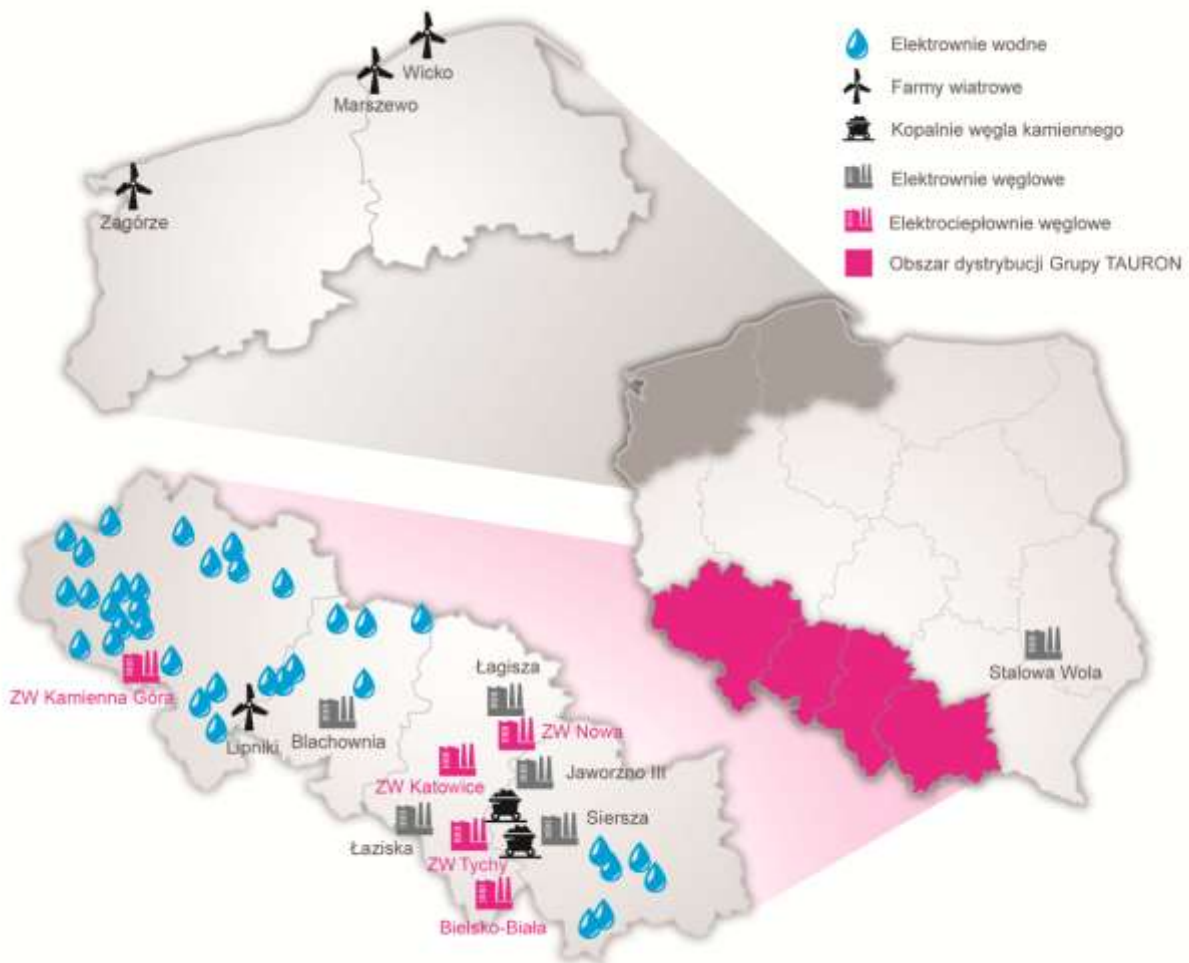 Wicko
Marszewo
Zagórze
Elektrownie wodne
Farmy wiatrowe
Kopalnie węgla kamiennego
Elektrownie węglowe
Elektrociepłownie węglowe
Obszar dystrybucji Grupy TAURON
Stalowa Wola
ZW Kamienna Góra
Lipniki
Blachownia
Łagisza
ZW Nowa
ZW Katowice
Jaworzno III
Łaziska
ZW Tychy
Siersza
Bielsko-Biała